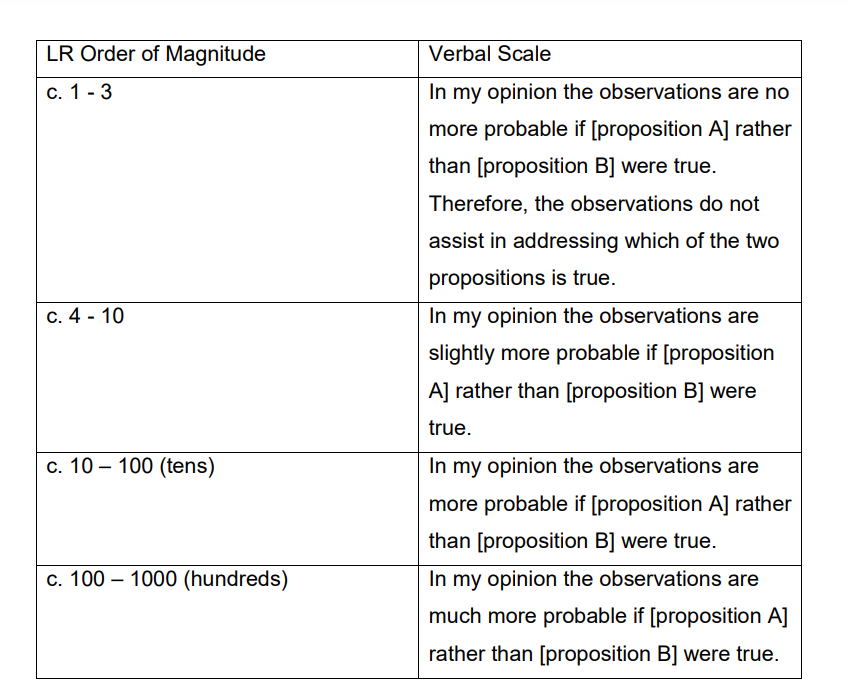 LR Order of Magnitude
Verbal Scale
c. 1 - 3
In my opinion the observations are no
more probable if [proposition A] rather
than [proposition B] were true.
Therefore, the observations do not
assist in addressing which of the two
propositions is true.
c. 4 - 10
In my opinion the observations are
slightly more probable if [proposition
A] rather than [proposition B] were
true.
c. 10 – 100 (tens)
In my opinion the observations are
more probable if [proposition A] rather
than [proposition B] were true.
c. 100 – 1000 (hundreds)
In my opinion the observations are
much more probable if [proposition A]
rather than [proposition B] were true.